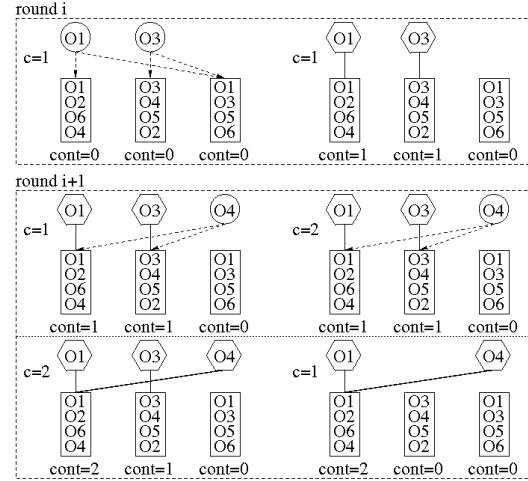 round i
O1 O3 O1 O3
c=1 c=1
O1 O3 O1 O1 O3 O1
O2 O4 O3 O2 O4 O3
O6 O5 O5 O6 O5 O5
O4 O2 O6 O4 O2 O6
cont=0 cont=0 cont=0 cont=1 cont=1 cont=0
round i+1
O1 O3 O4 O1 O3 O4
c=1 c=2
O1 O3 O1 O1 O3 O1
O2 O4 O3 O2 O4 O3
O6 O5 O5 O6 O5 O5
O4 O2 O6 O4 O2 O6
cont=1 cont=1 cont=0 cont=1 cont=1 cont=0
O1 O3 O4 O1 O4
c=2 c=1
O1 O3 O1 O1 O3 O1
O2 O4 O3 O2 O4 O3
O6 O5 O5 O6 O5 O5
O4 O2 O6 O4 O2 O6
cont=2 cont=1 cont=0 cont=2 cont=0 cont=0